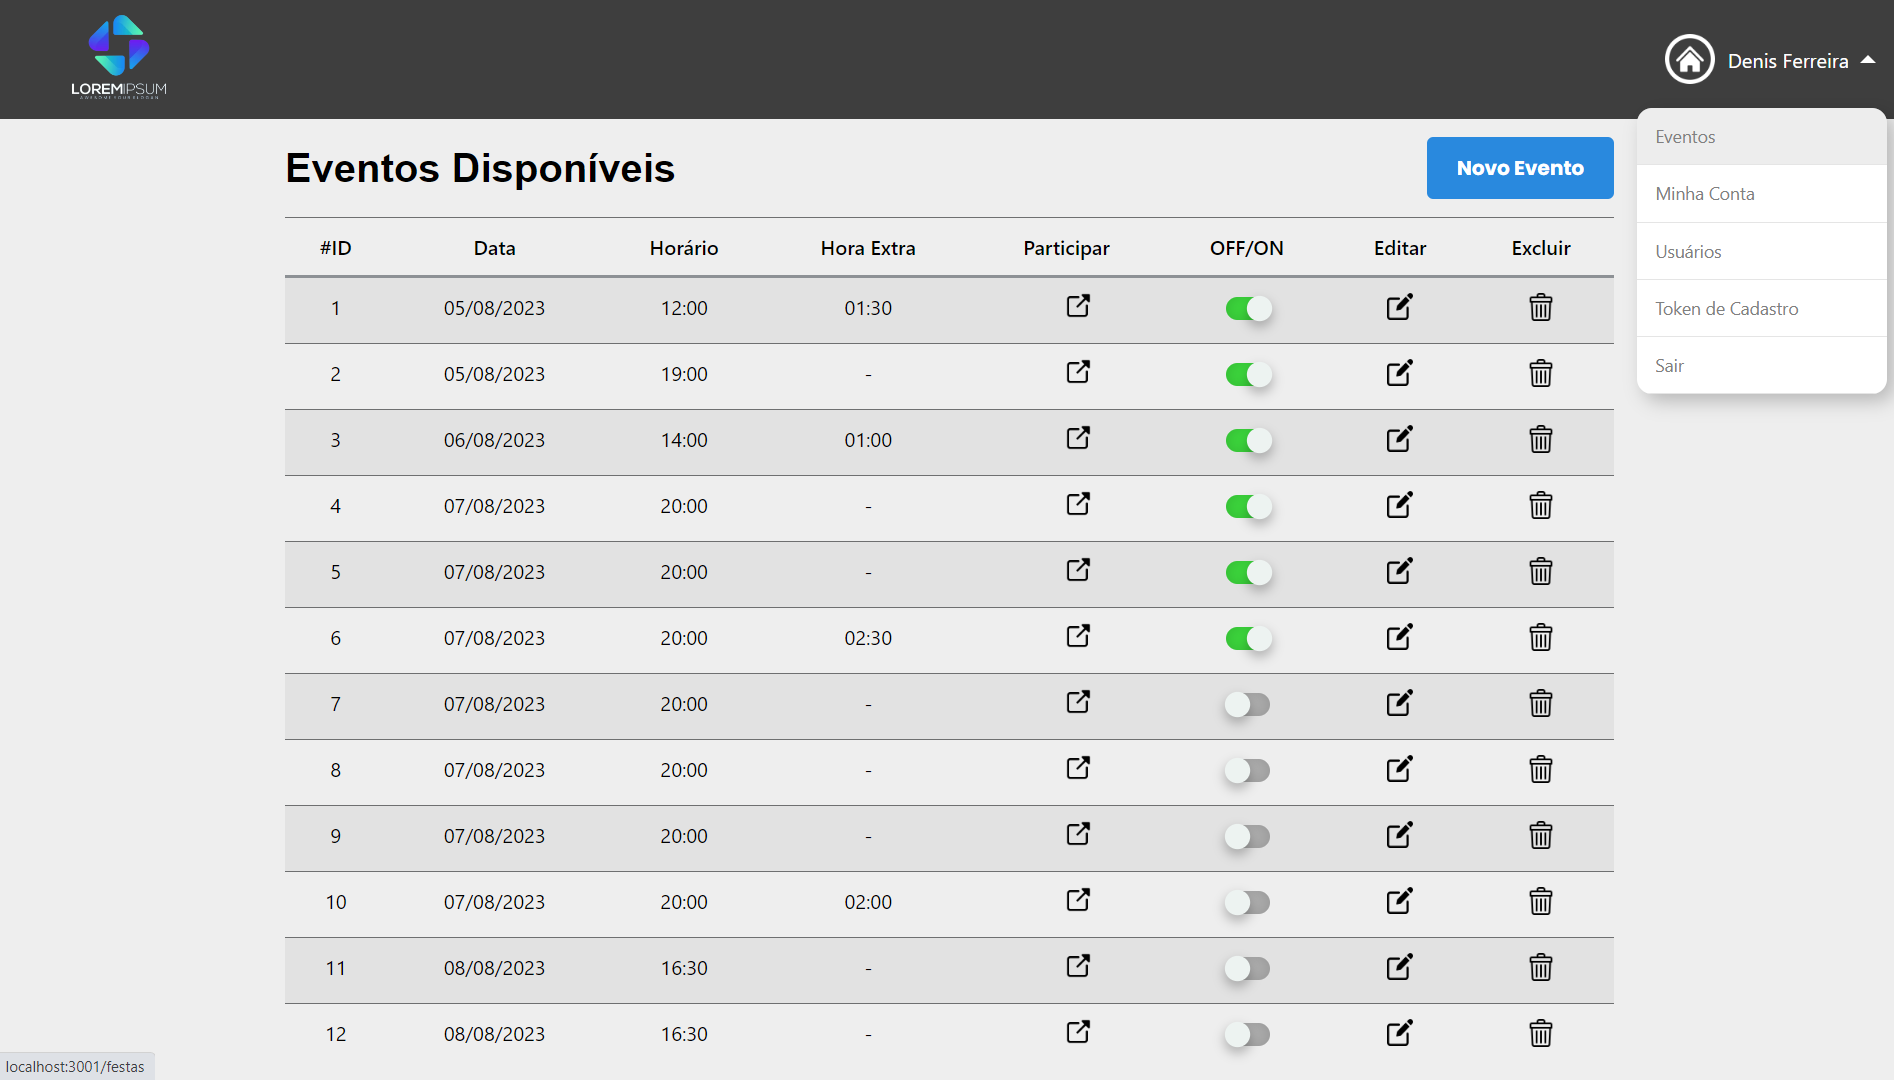 LOREMIPSUM
AWESOME YOUR SLOGAN
Denis Ferreira
Eventos
Minha Conta
Usuários
Token de Cadastro
Sair
Eventos Disponíveis
Novo Evento
#ID Data Horário Hora Extra Participar OFF/ON Editar Excluir
1 05/08/2023 12:00 01:30
2 05/08/2023 19:00 -
3 06/08/2023 14:00 01:00
4 07/08/2023 20:00 -
5 07/08/2023 20:00 -
6 07/08/2023 20:00 02:30
7 07/08/2023 20:00 -
8 07/08/2023 20:00 -
9 07/08/2023 20:00 -
10 07/08/2023 20:00 02:00
11 08/08/2023 16:30 -
12 08/08/2023 16:30 -
localhost:3001/festas